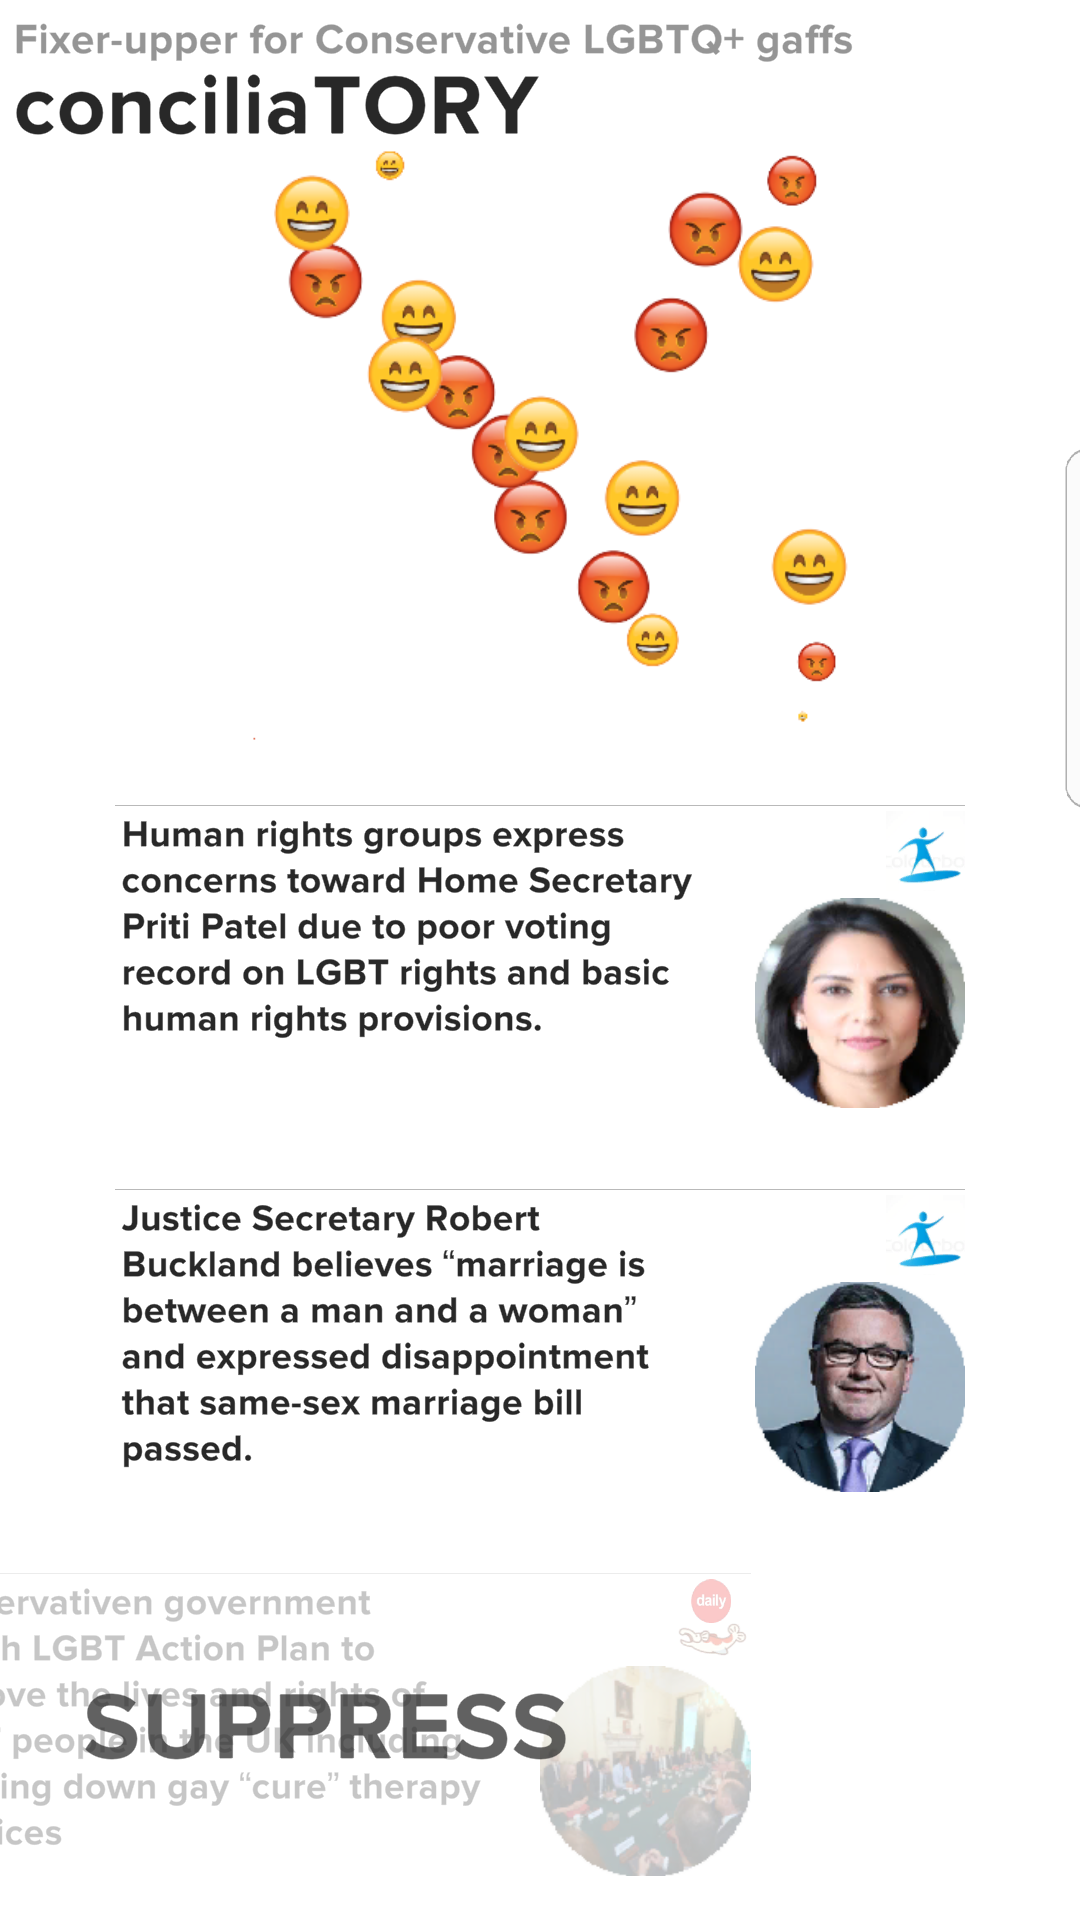 Fixer-upper for Conservative LGBTQ+ gaffs
conciliaTORY
Human rights groups express
concerns toward Home Secretary
Priti Patel due to poor voting
record on LGBT rights and basic
human rights provisions.
Justice Secretary Robert
Buckland believes “marriage is
between a man and a woman”
and expressed disappointment
that same-sex marriage bill
passed.
daily
ervativen government
h LGBT Action Plan to
ove the lives and rights of
SUPPRESS
people in the UK including
ing down gay “cure” therapy
ices